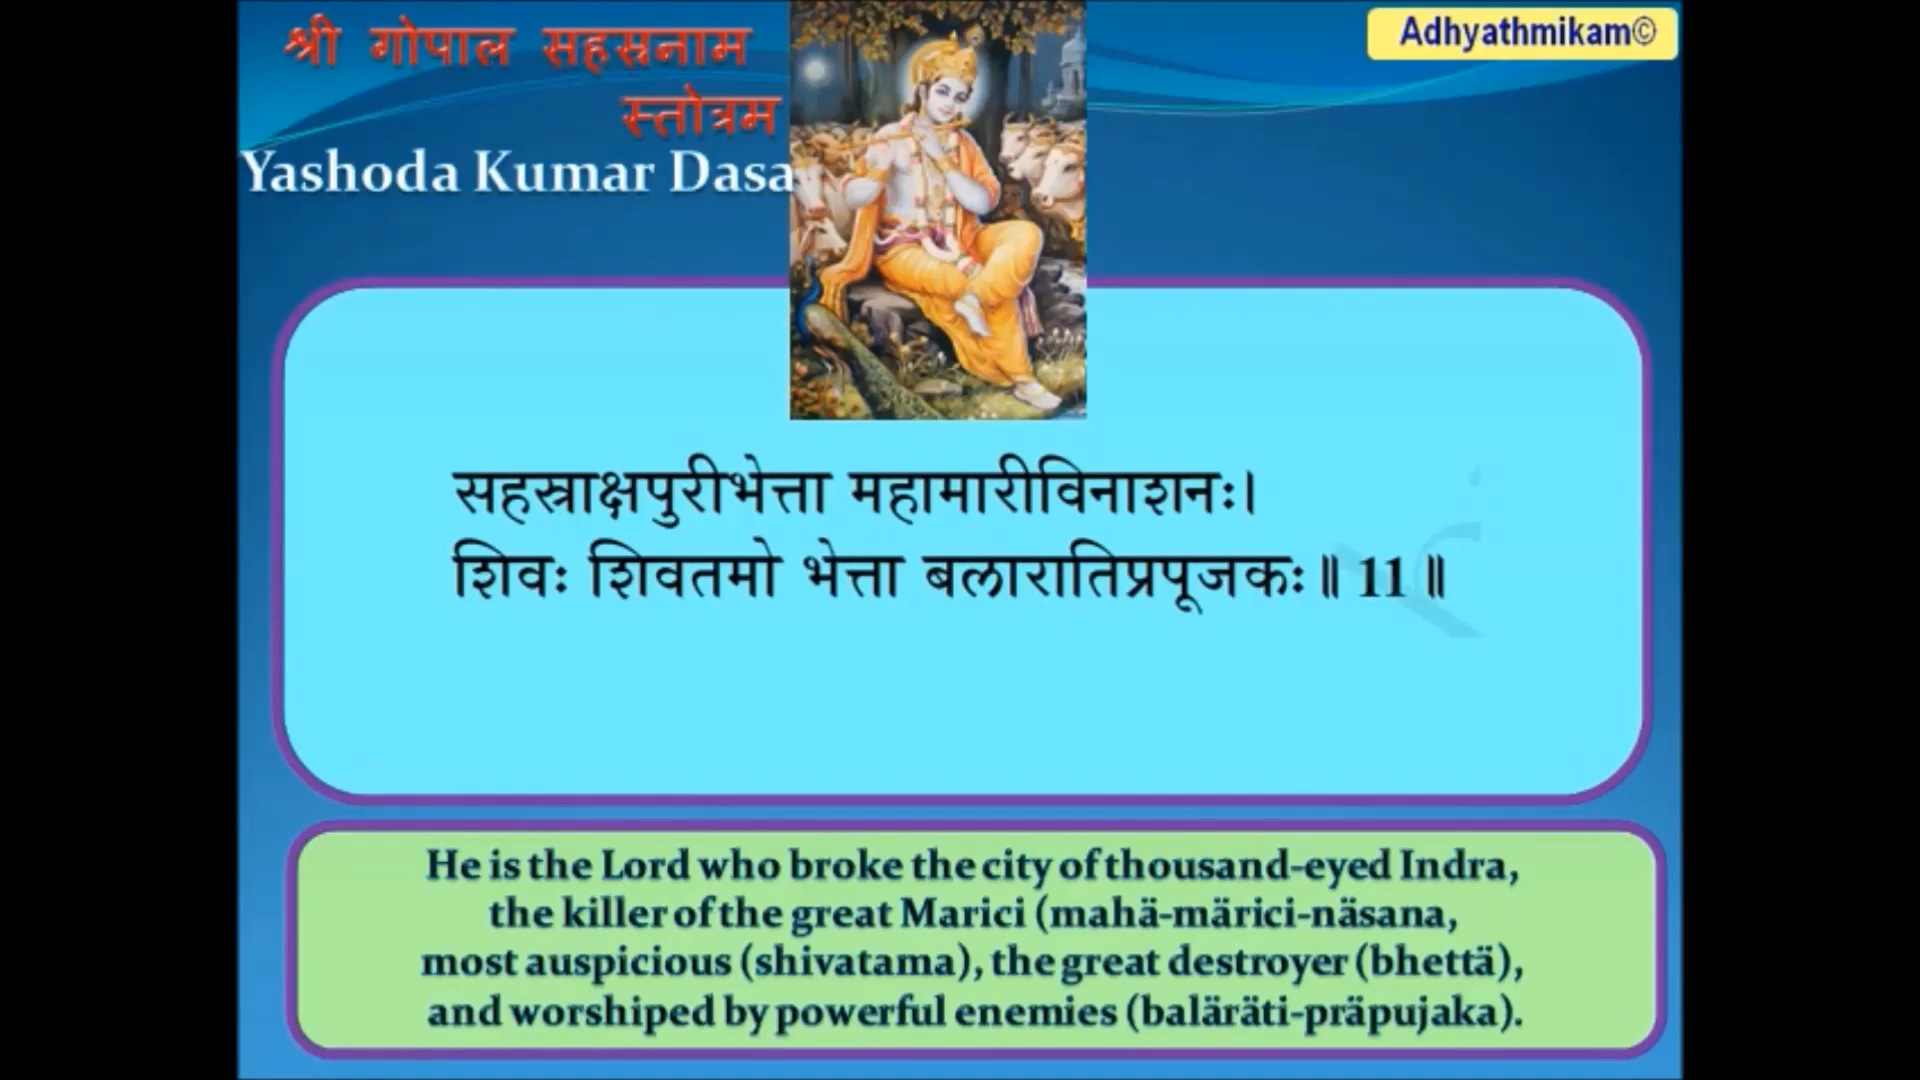 श्री गोपाल सहस्रनाम
स्तोत्रम
Yashoda Kumar Dasa
Adhyathmikam©
सहस्राक्षपुरीभेत्ता महामारीविनाशनः।
शिवः शिवतमो भेत्ता बलारातिप्रपूजकः॥ 11 ॥
He is the Lord who broke the city of thousand-eyed Indra,
the killer of the great Marici (mahä-märici-näsana,
most auspicious (shivatama), the great destroyer (bhettä),
and worshiped by powerful enemies (baläräti-präpujaka).